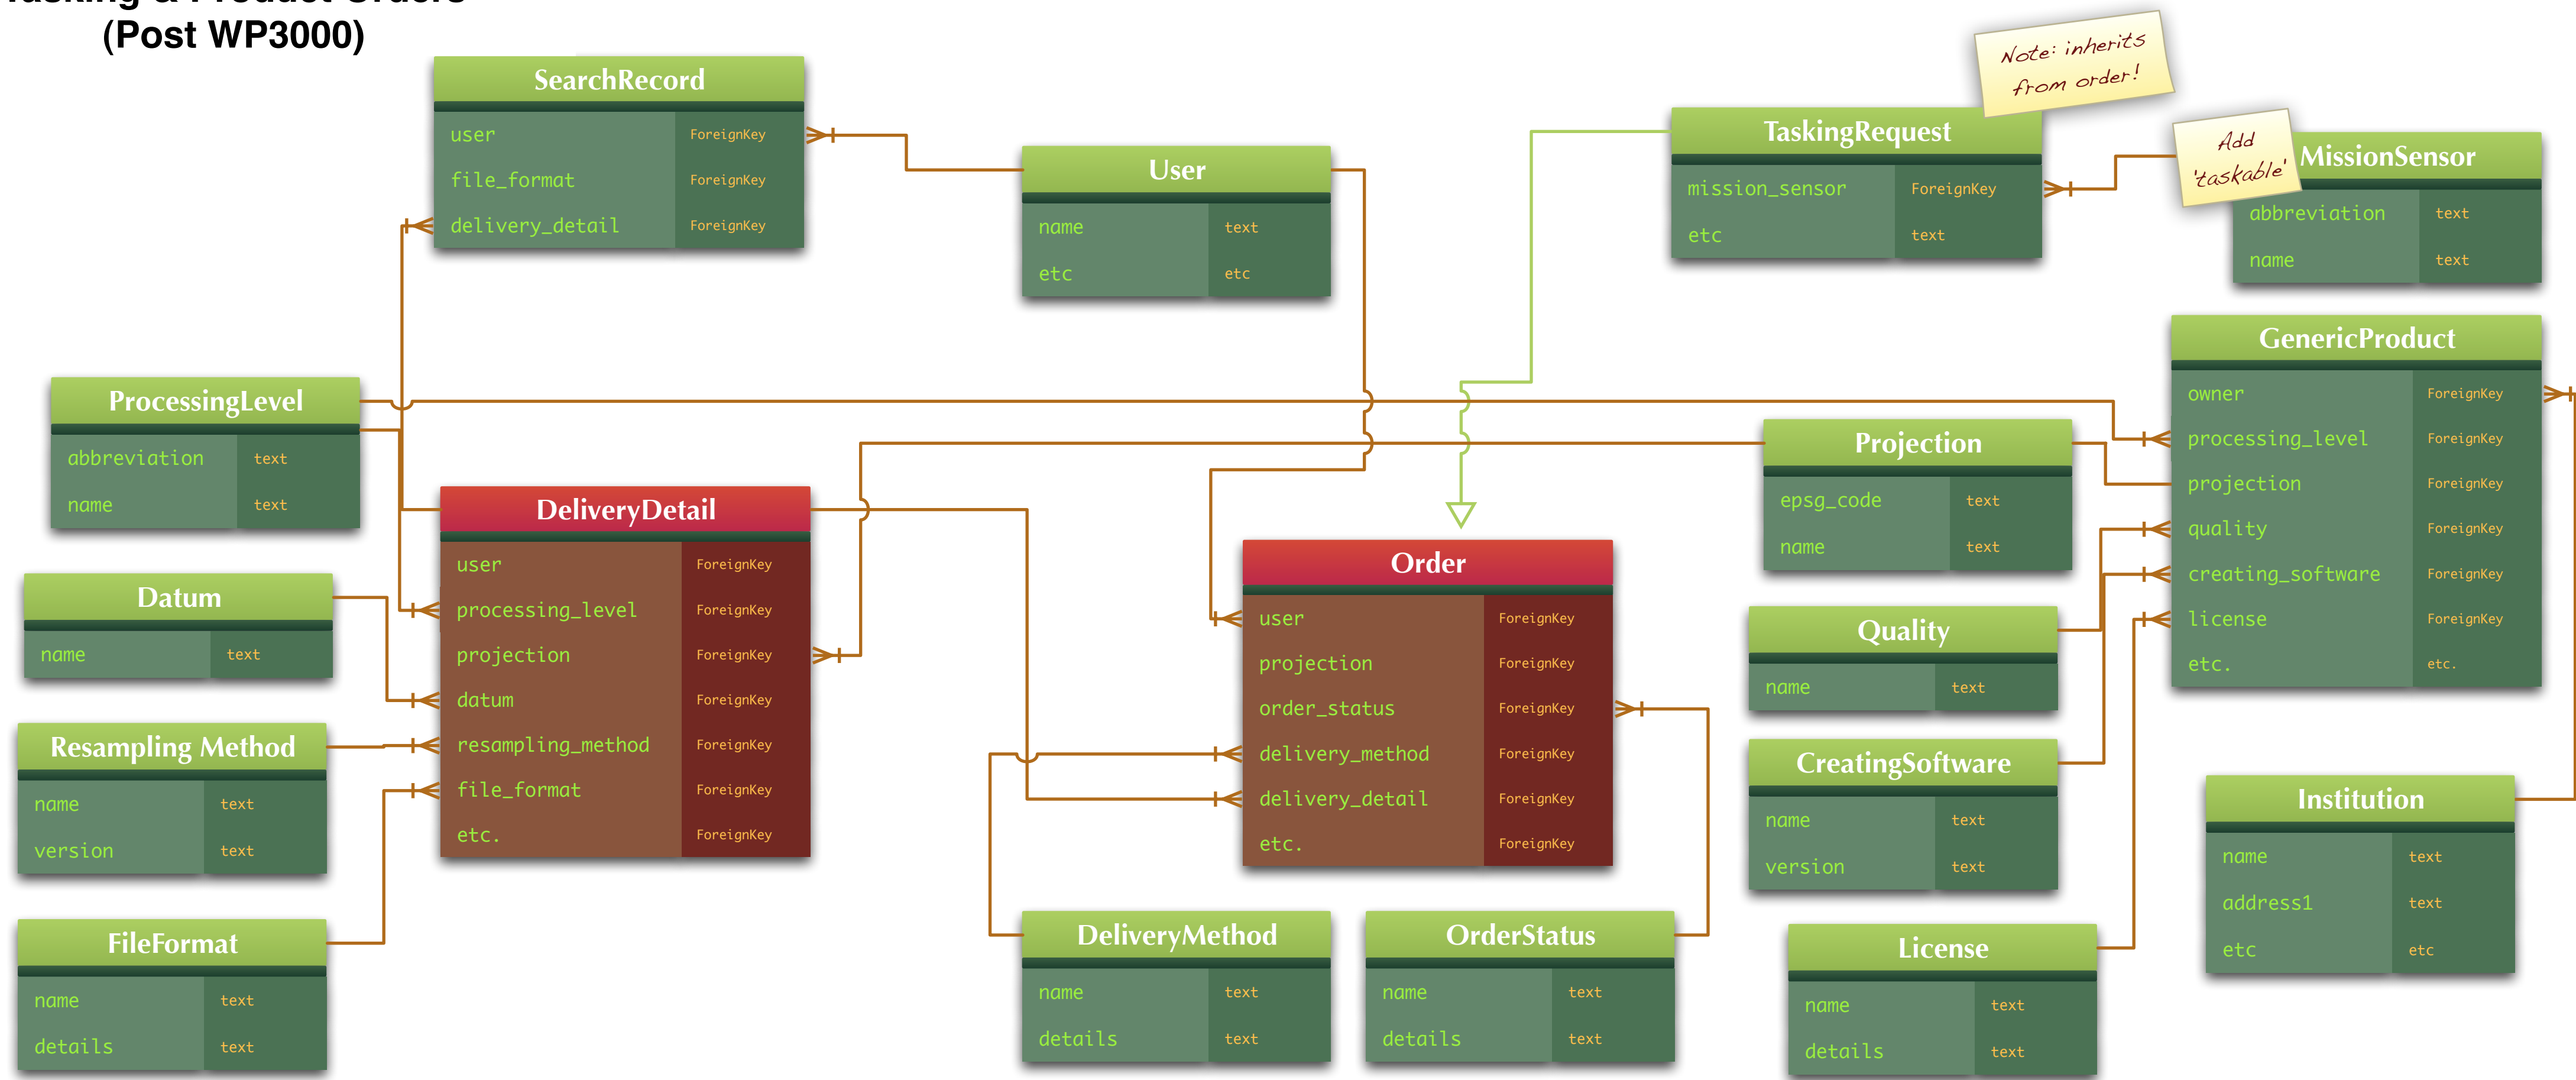 (Post WP3000)
SearchRecord
user ForeignKey
file_format ForeignKey
delivery_detail ForeignKey
User
name text
etc etc
Note: inherits
from order!
TaskingRequest
mission_sensor ForeignKey
etc text
Add
'taskable'
MissionSensor
abbreviation text
name text
GenericProduct
owner ForeignKey
processing_level ForeignKey
projection ForeignKey
quality ForeignKey
creating_software ForeignKey
license ForeignKey
etc. etc.
ProcessingLevel
abbreviation text
name text
Projection
epsg_code text
name text
DeliveryDetail
user ForeignKey
processing_level ForeignKey
projection ForeignKey
datum ForeignKey
resampling_method ForeignKey
file_format ForeignKey
etc. ForeignKey
Order
user ForeignKey
projection ForeignKey
order_status ForeignKey
delivery_method ForeignKey
delivery_detail ForeignKey
etc. ForeignKey
Datum
name text
Quality
name text
Resampling Method
name text
version text
CreatingSoftware
name text
version text
Institution
name text
address1 text
etc etc
FileFormat
name text
details text
DeliveryMethod
name text
details text
OrderStatus
name text
details text
License
name text
details text